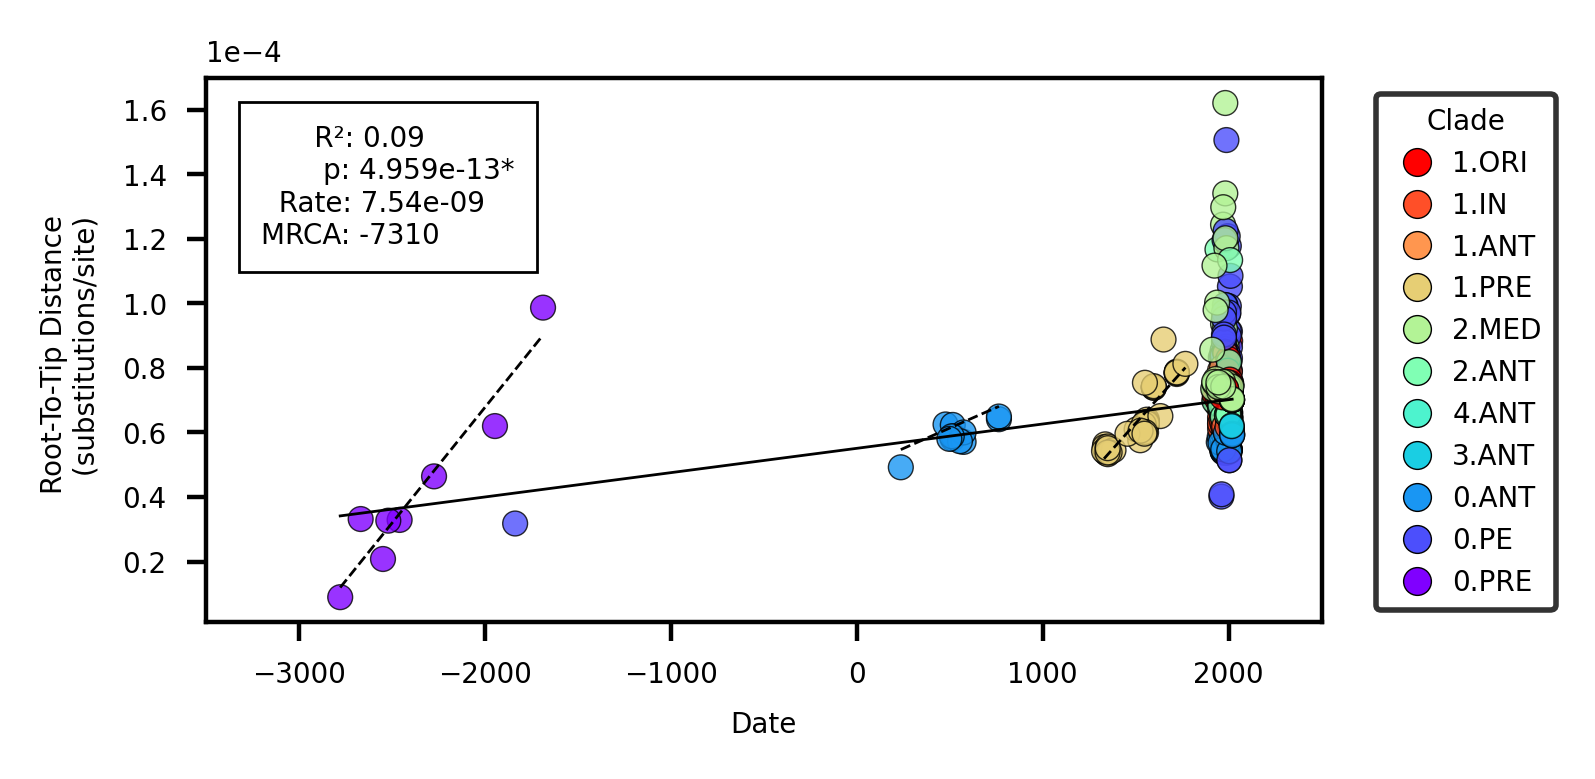 1e−4
1.6
1.4
1.2
1.0
0.8
0.6
0.4
0.2
Root-To-Tip Distance
(substitutions/site)
R²: 0.09
p: 4.959e-13*
Rate: 7.54e-09
MRCA: -7310
−3000
−2000
−1000
0
1000
2000
Date
Clade
1.ORI
1.IN
1.ANT
1.PRE
2.MED
2.ANT
4.ANT
3.ANT
0.ANT
0.PE
0.PRE